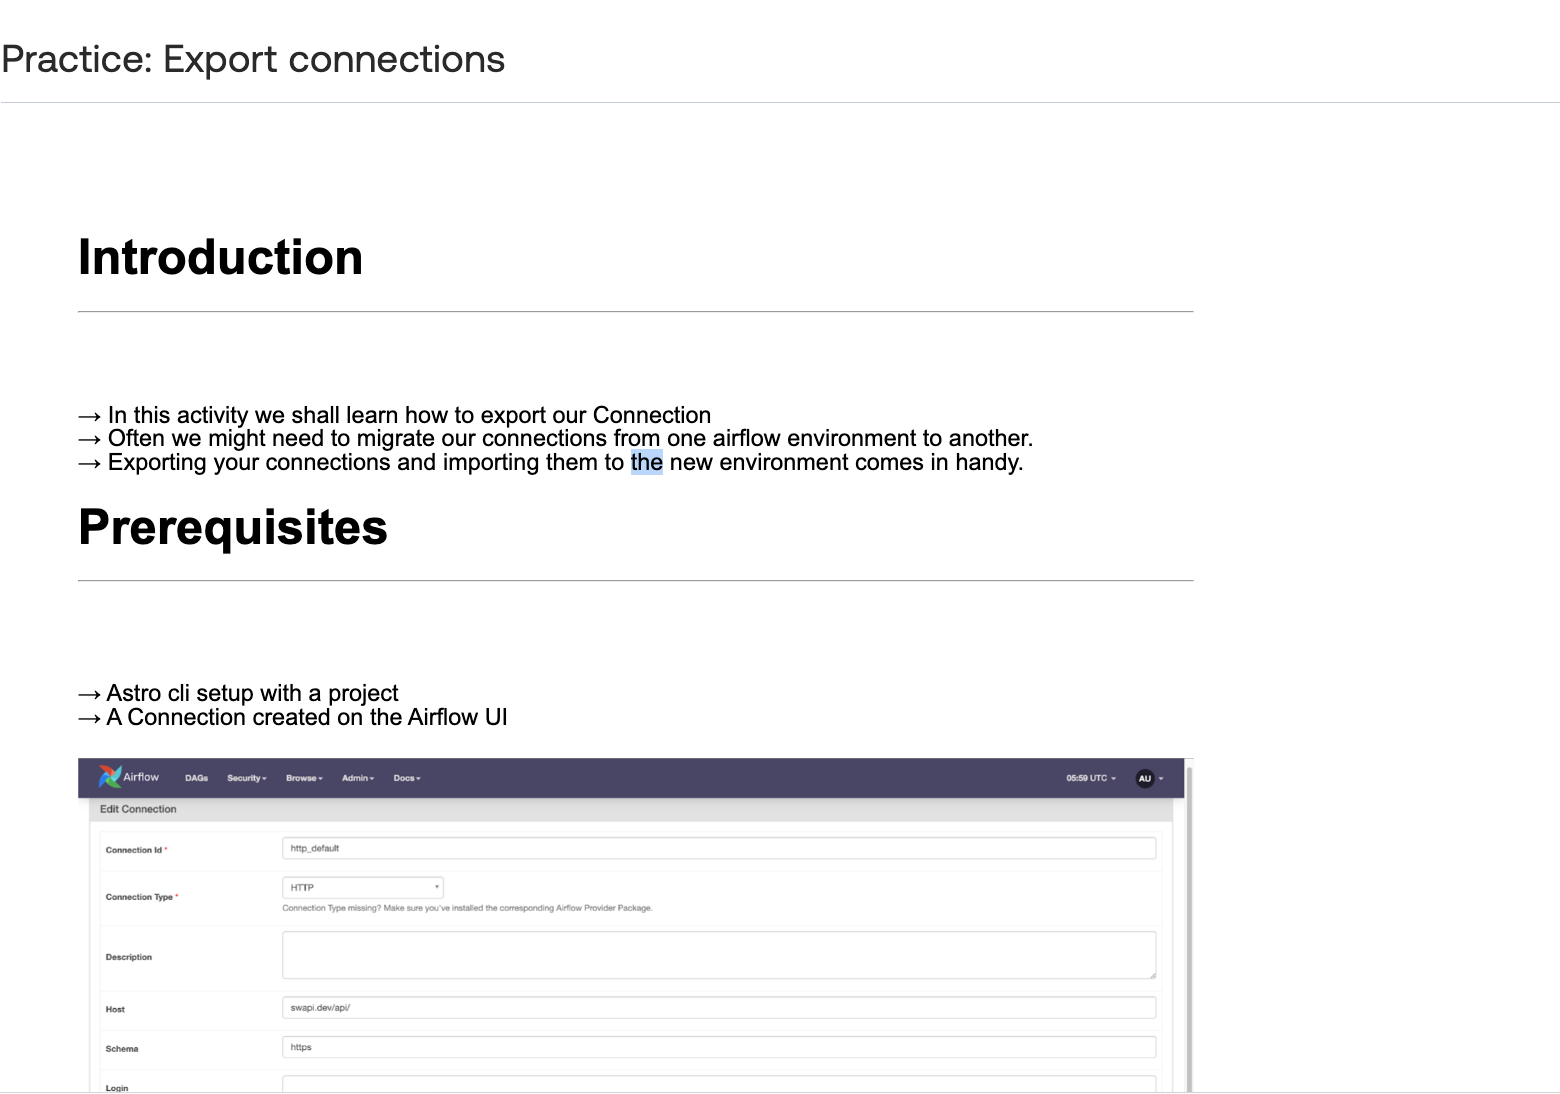 Practice: Export connections
Introduction
→ In this activity we shall learn how to export our Connection
→ Often we might need to migrate our connections from one airflow environment to another.
→ Exporting your connections and importing them to the new environment comes in handy.
Prerequisites
→ Astro cli setup with a project
→ A Connection created on the Airflow UI
Airflow DAGs Security Browse Admin Docs 05:59 UTC AU
Edit Connection
Connection Id * http_default
Connection Type * HTTP
Connection Type missing? Make sure you've installed the corresponding Airflow Provider Package.
Description
Host swapi.dev/api/
Schema https
Login